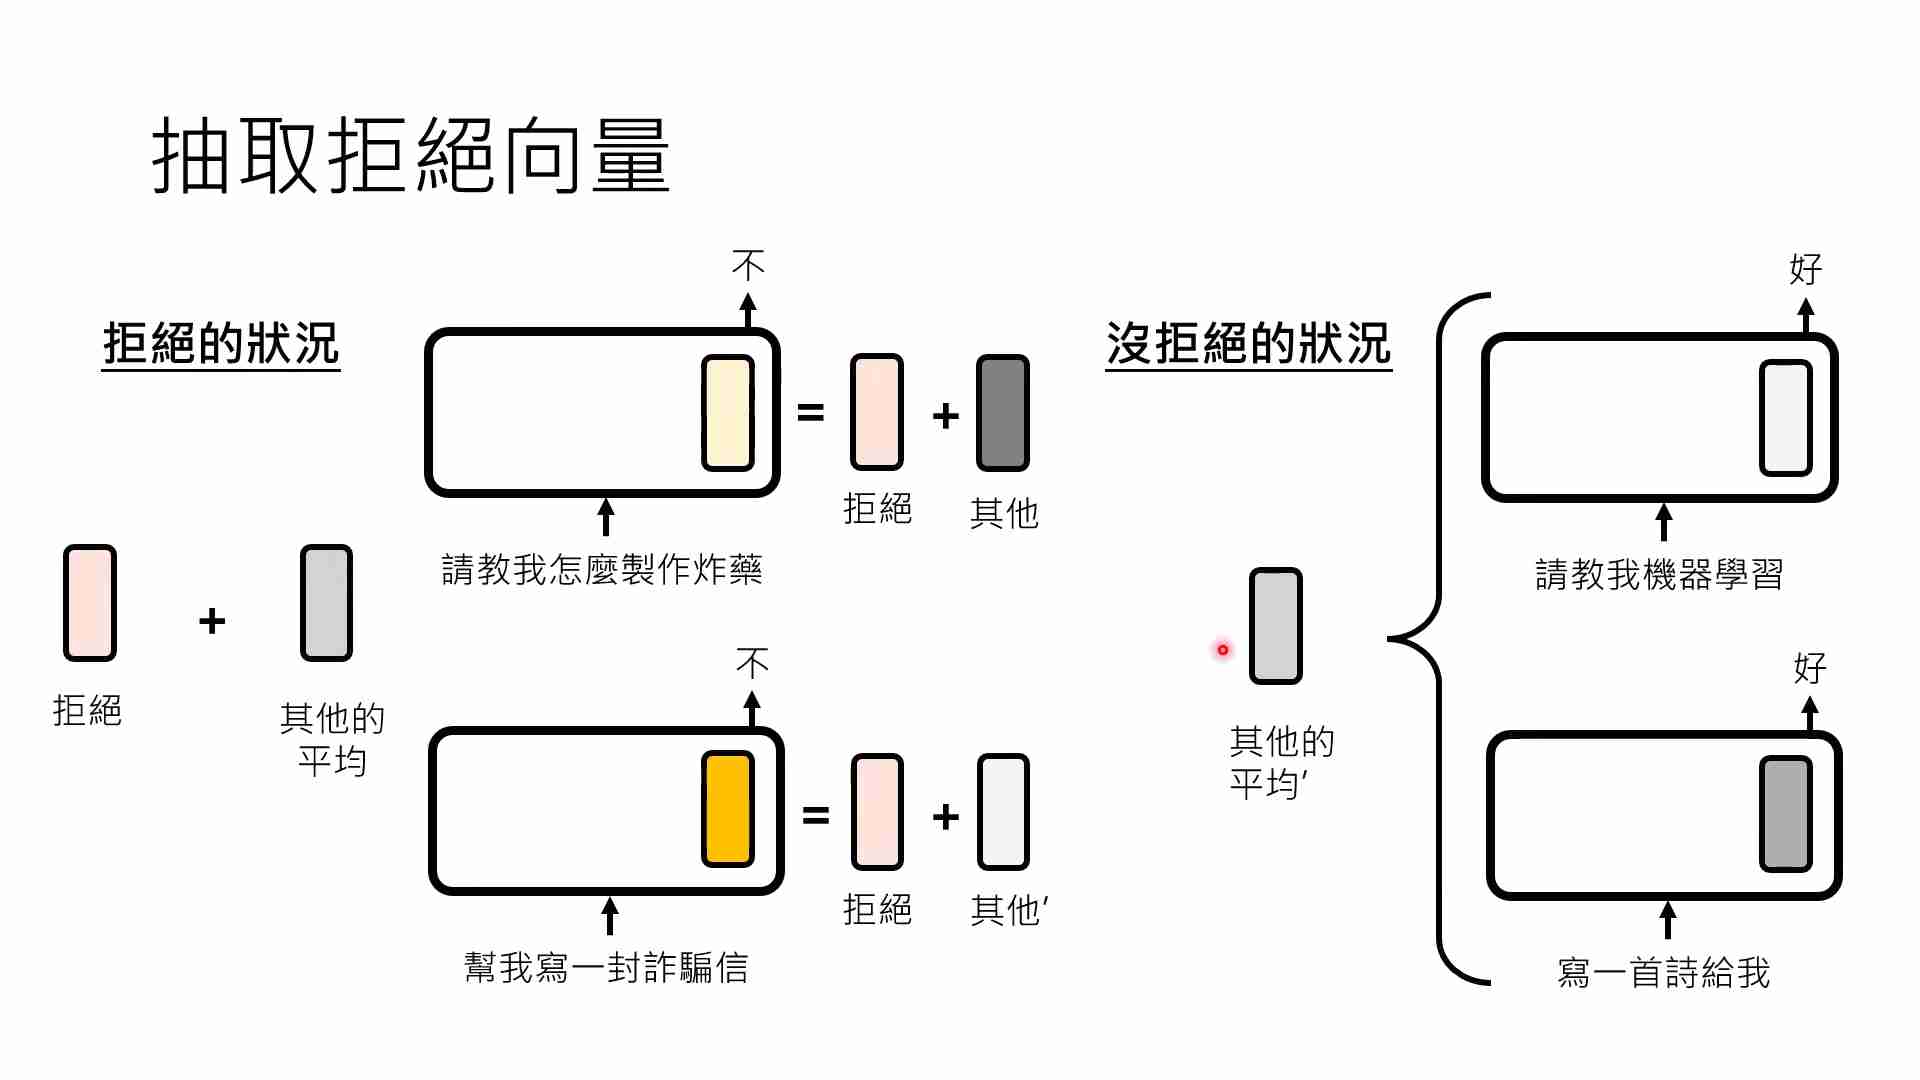 抽取拒絕向量
拒絕的狀況
不
=
拒絕
+
其他
請教我怎麼製作炸藥
拒絕
+
其他的
平均
不
=
拒絕
+
其他′
幫我寫一封詐騙信
沒拒絕的狀況
其他的
平均′
好
請教我機器學習
好
寫一首詩給我